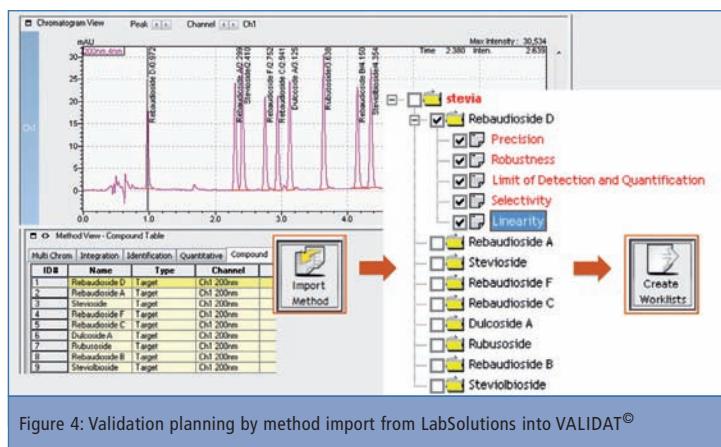 Chromatogram View Peak Channel Ch1
mAU
200nm,4nm
Max Intensity : 30,534
Time 2.380 Inten. 2.639
30
25
20
15
10
5
0
Rebaudioside D/0.972
Rebaudioside A/2.299
Stevioside/2.410
Rebaudioside F/2.752
Rebaudioside C/2.941
Dulcoside A/3.125
Rubusoside/3.638
Rebaudioside B/4.150
Steviolbioside/4.354
Ch1
0.0 1.0 2.0 3.0 4.0
Method View - Compound Table
Multi Chrom Integration Identification Quantitative Compound
ID# Name Type Channel
1 Rebaudioside D Target Ch1 200nm
2 Rebaudioside A Target Ch1 200nm
3 Stevioside Target Ch1 200nm
4 Rebaudioside F Target Ch1 200nm
5 Rebaudioside C Target Ch1 200nm
6 Dulcoside A Target Ch1 200nm
7 Rubusoside Target Ch1 200nm
8 Rebaudioside B Target Ch1 200nm
9 Steviolbioside Target Ch1 200nm
Import
Method
stevia
Rebaudioside D
Precision
Robustness
Limit of Detection and Quantification
Selectivity
Linearity
Rebaudioside A
Stevioside
Rebaudioside F
Rebaudioside C
Dulcoside A
Rubusoside
Rebaudioside B
Steviolbioside
Create
Worklists
Figure 4: Validation planning by method import from LabSolutions into VALIDAT©